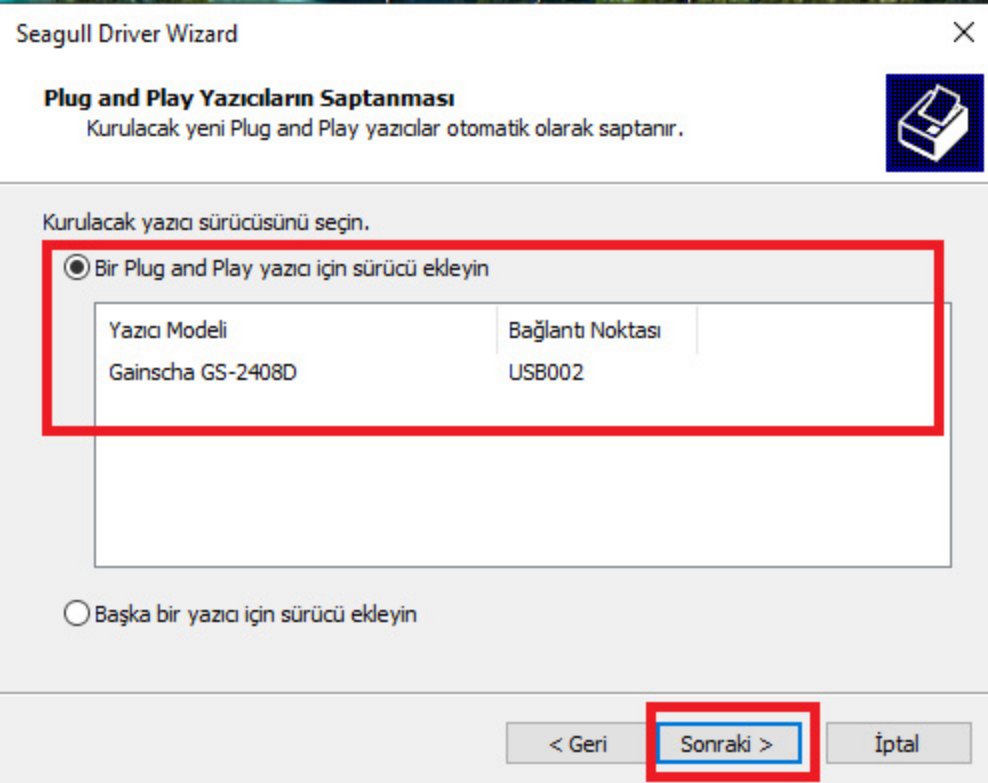 Seagull Driver Wizard
Plug and Play Yazıcıların Saptanması
Kurulacak yeni Plug and Play yazıcılar otomatik olarak saptanır.
Kurulacak yazıcı sürücüsünü seçin.
Bir Plug and Play yazıcı için sürücü ekleyin
Yazıcı Modeli Bağlantı Noktası
Gainscha GS-2408D USB002
Başka bir yazıcı için sürücü ekleyin
< Geri Sonraki > İptal